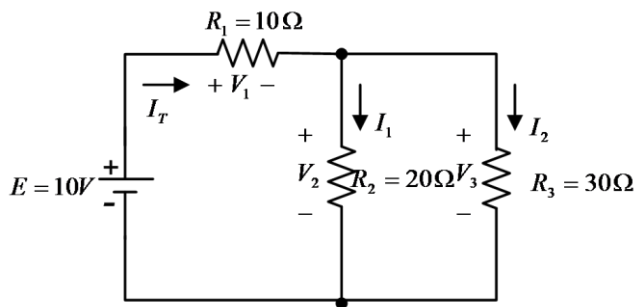 R₁ = 10Ω
+ V₁ −
I_T
I₁
I₂
+
+
+
E = 10V
V₂
R₂ = 20Ω
V₃
R₃ = 30Ω
-
−
−